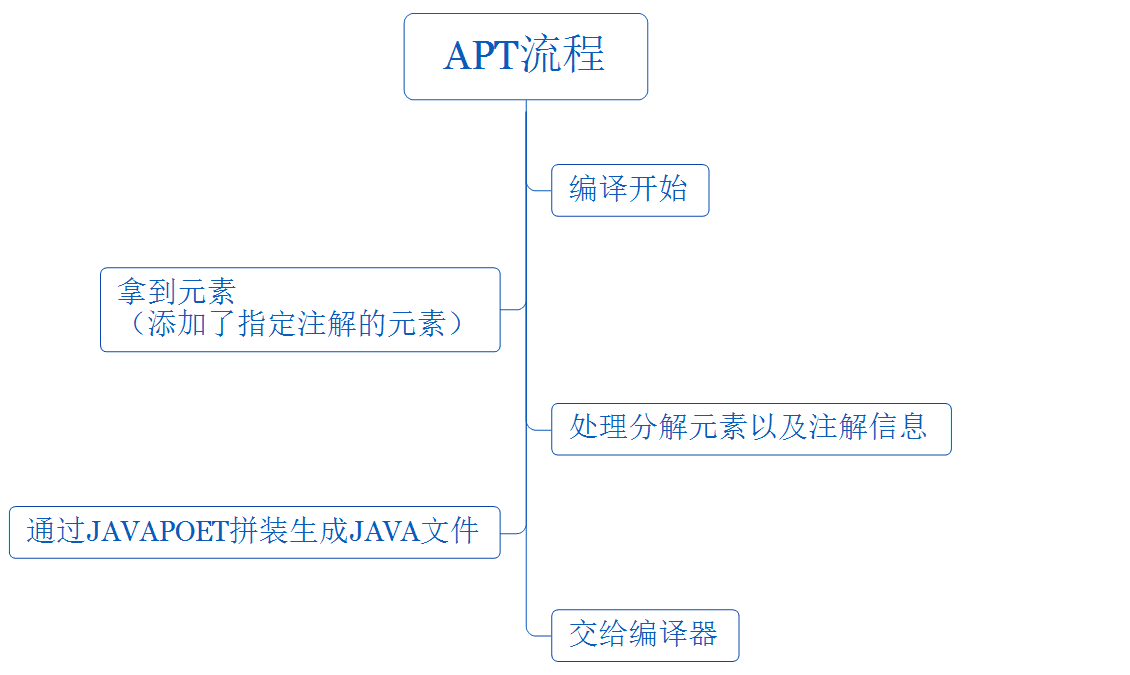 APT流程
编译开始
拿到元素
（添加了指定注解的元素）
处理分解元素以及注解信息
通过JAVAPOET拼装生成JAVA文件
交给编译器